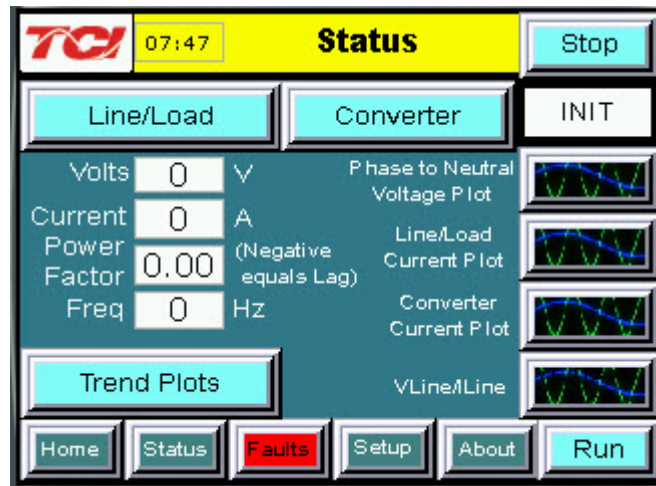 TCI 07:47 Status Stop
Line/Load Converter INIT
Volts 0 V
Phase to Neutral
Voltage Plot
Current 0 A
Line/Load
Current Plot
Power
Factor 0.00 (Negative
equals Lag)
Freq 0 Hz
Converter
Current Plot
Trend Plots VLine/ILine
Home Status Faults Setup About Run